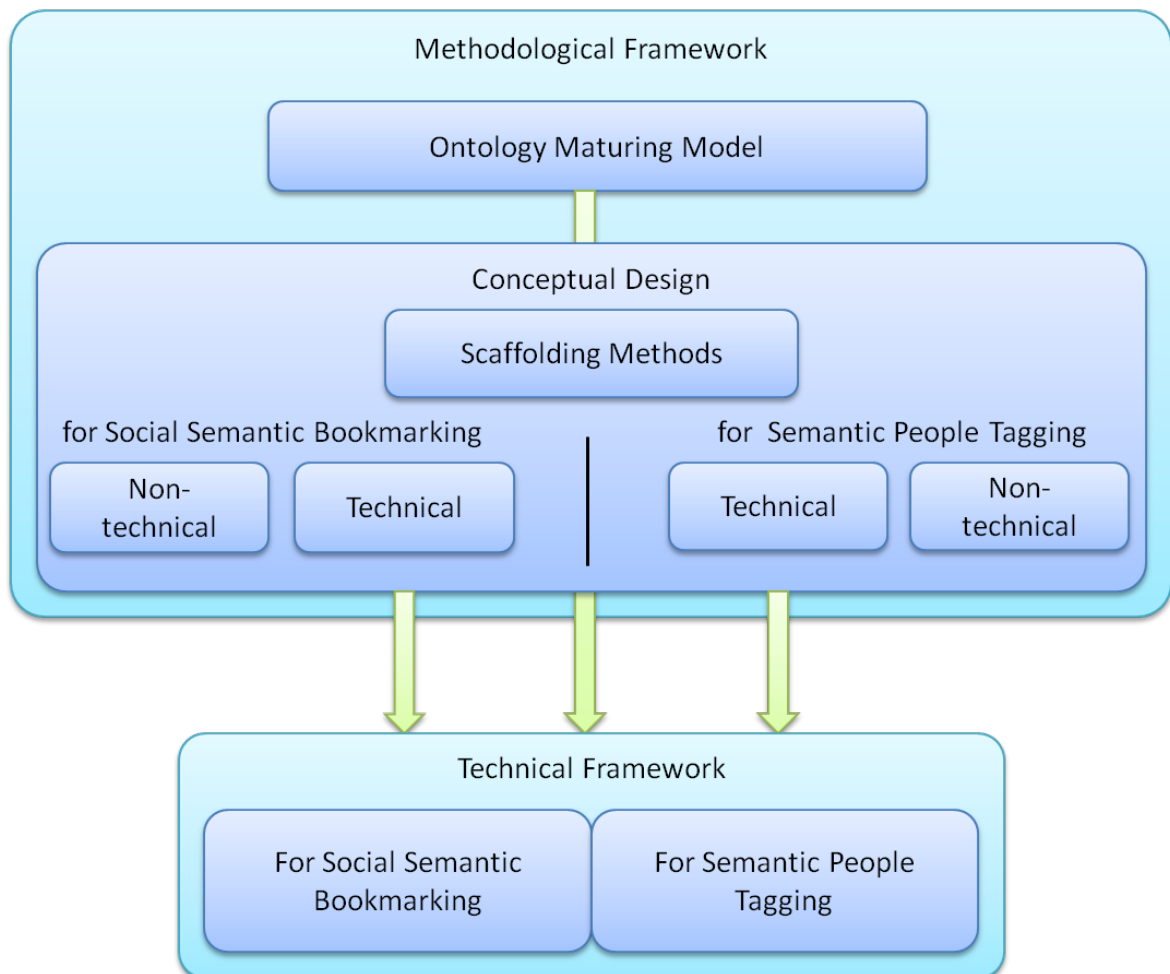 Methodological Framework
Ontology Maturing Model
Conceptual Design
Scaffolding Methods
for Social Semantic Bookmarking
for Semantic People Tagging
Non-
technical
Technical
Technical
Non-
technical
Technical Framework
For Social Semantic
Bookmarking
For Semantic People
Tagging